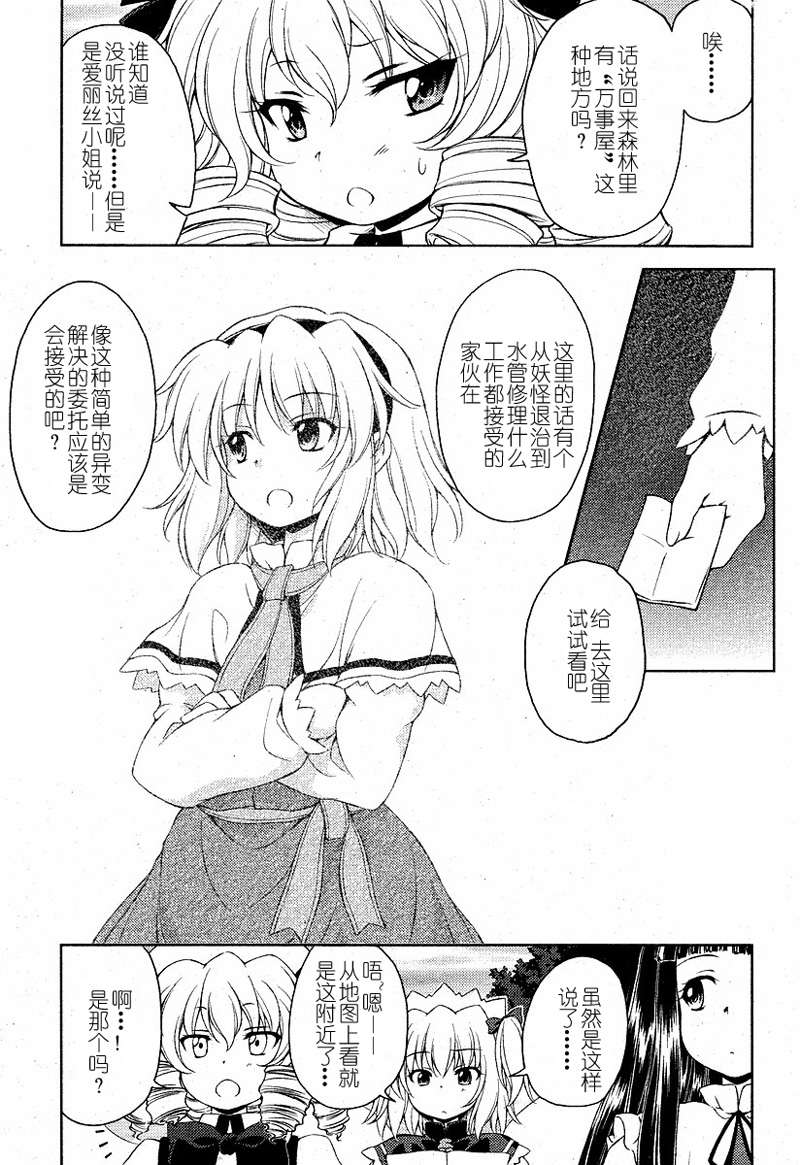 唉……
话说回来森林里
有“万事屋”这
种地方吗？
谁知道
没听说过呢……但是
是爱丽丝小姐说——
给 去这里
试试看吧
这里的话有个
从妖怪退治到
水管修理什么
工作都接受的
家伙在
像这种简单的异变
解决的委托应该是
会接受的吧？
虽然是这样
说了……
唔嗯——
从地图上看就
是这附近了…
啊…！
是那个吗？